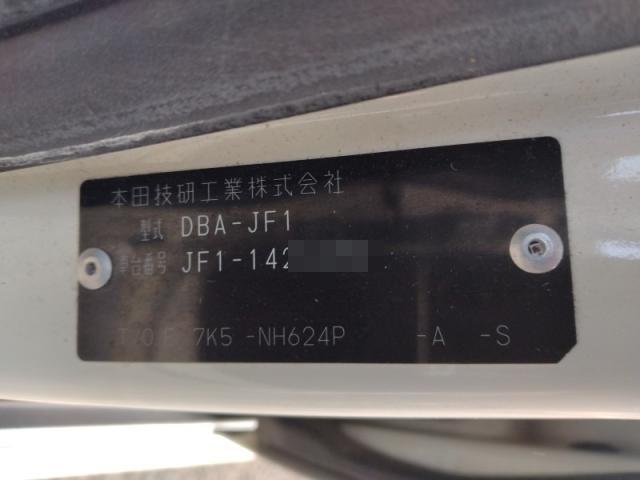 本田技研工業株式会社
型式 DBA-JF1
車台番号 JF1-142
7K5 -NH624P -A -S